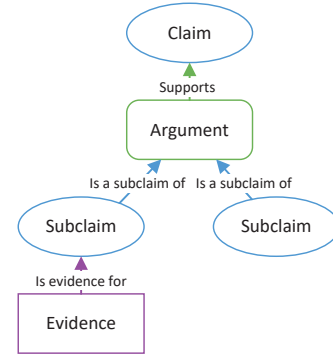 Claim
Supports
Argument
Is a subclaim of Is a subclaim of
Subclaim Subclaim
Is evidence for
Evidence